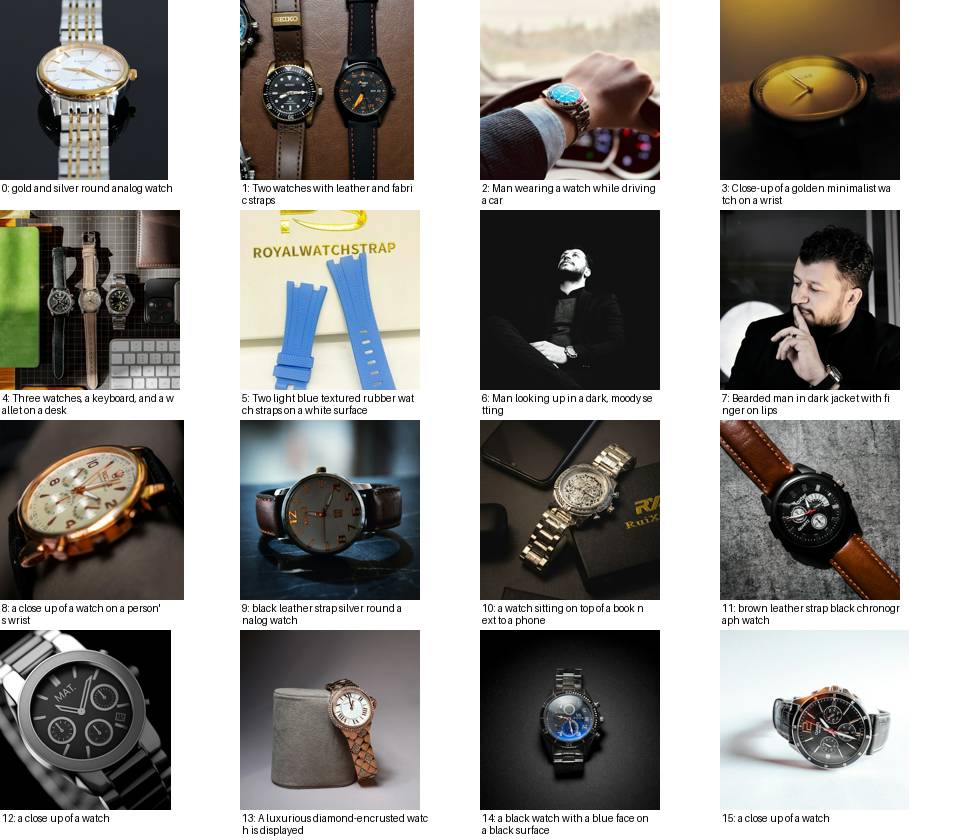 0: gold and silver round analog watch
SEIKO
1: Two watches with leather and fabri
c straps
2: Man wearing a watch while driving
a car
3: Close-up of a golden minimalist wa
tch on a wrist
4: Three watches, a keyboard, and a w
allet on a desk
ROYALWATCHSTRAP
5: Two light blue textured rubber wat
ch straps on a white surface
6: Man looking up in a dark, moody se
tting
7: Bearded man in dark jacket with fi
nger on lips
8: a close up of a watch on a person'
s wrist
12
9: black leather strap silver round a
nalog watch
RuiX
10: a watch sitting on top of a book n
ext to a phone
11: brown leather strap black chronogr
aph watch
MAT.
12: a close up of a watch
13: A luxurious diamond-encrusted watc
h is displayed
14: a black watch with a blue face on
a black surface
15: a close up of a watch